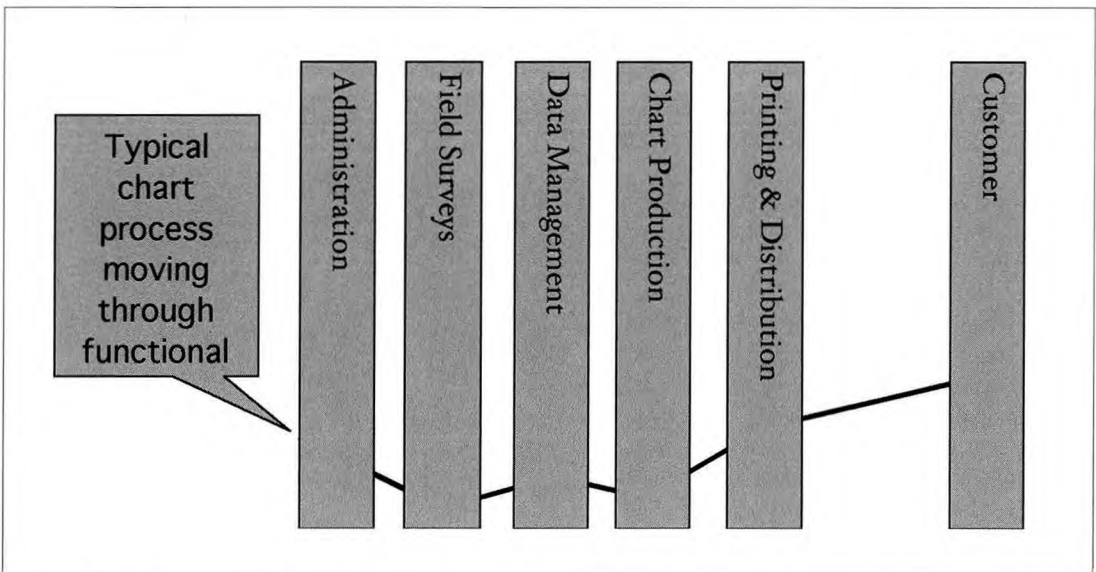 Typical
chart
process
moving
through
functional
Administration
Field Surveys
Data Management
Chart Production
Printing & Distribution
Customer